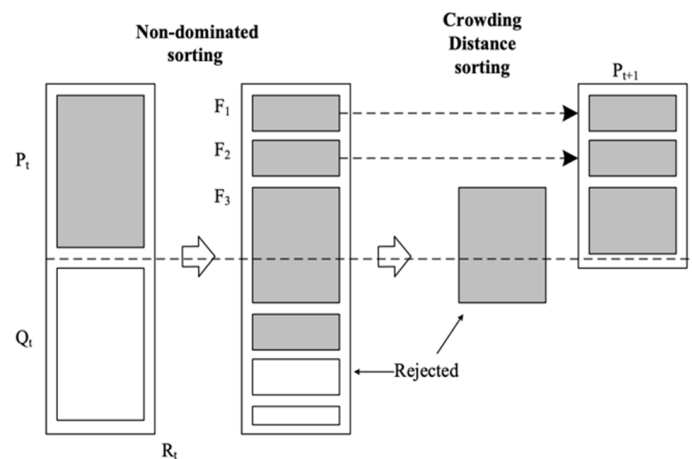 Non-dominated
sorting
Crowding
Distance
sorting
Pt+1
F1
F2
F3
Pt
Qt
Rejected
Rt